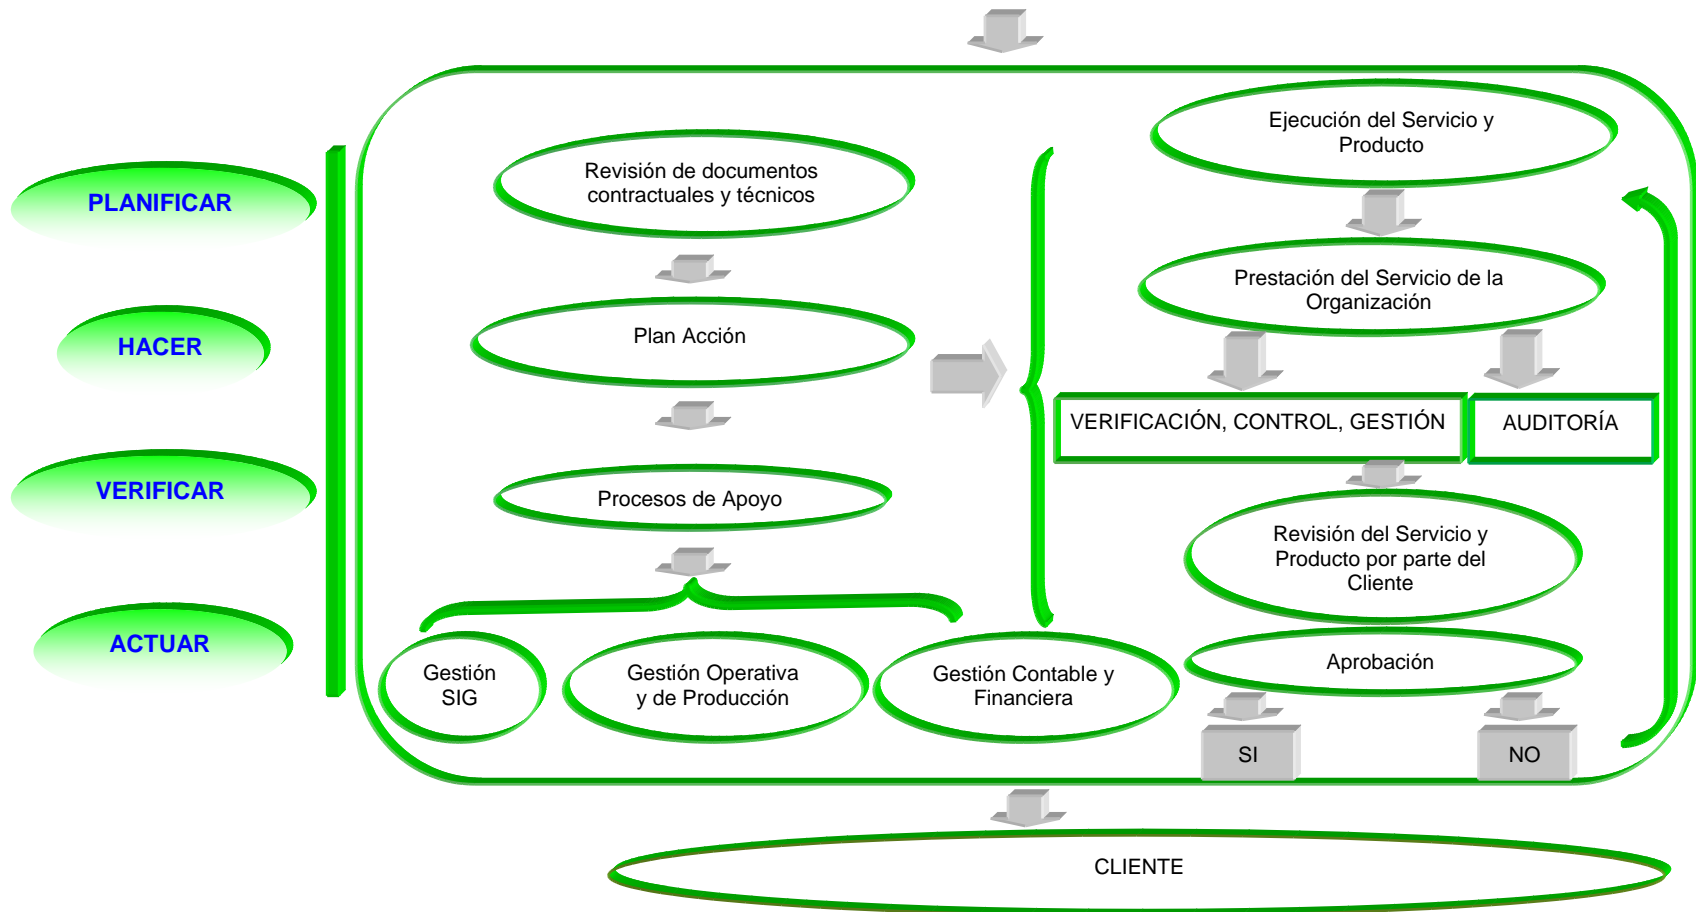 PLANIFICAR
HACER
VERIFICAR
ACTUAR
Revisión de documentos
contractuales y técnicos
Plan Acción
Procesos de Apoyo
Gestión
SIG
Gestión Operativa
y de Producción
Gestión Contable y
Financiera
Ejecución del Servicio y
Producto
Prestación del Servicio de la
Organización
VERIFICACIÓN, CONTROL, GESTIÓN
AUDITORÍA
Revisión del Servicio y
Producto por parte del
Cliente
Aprobación
SI
NO
CLIENTE